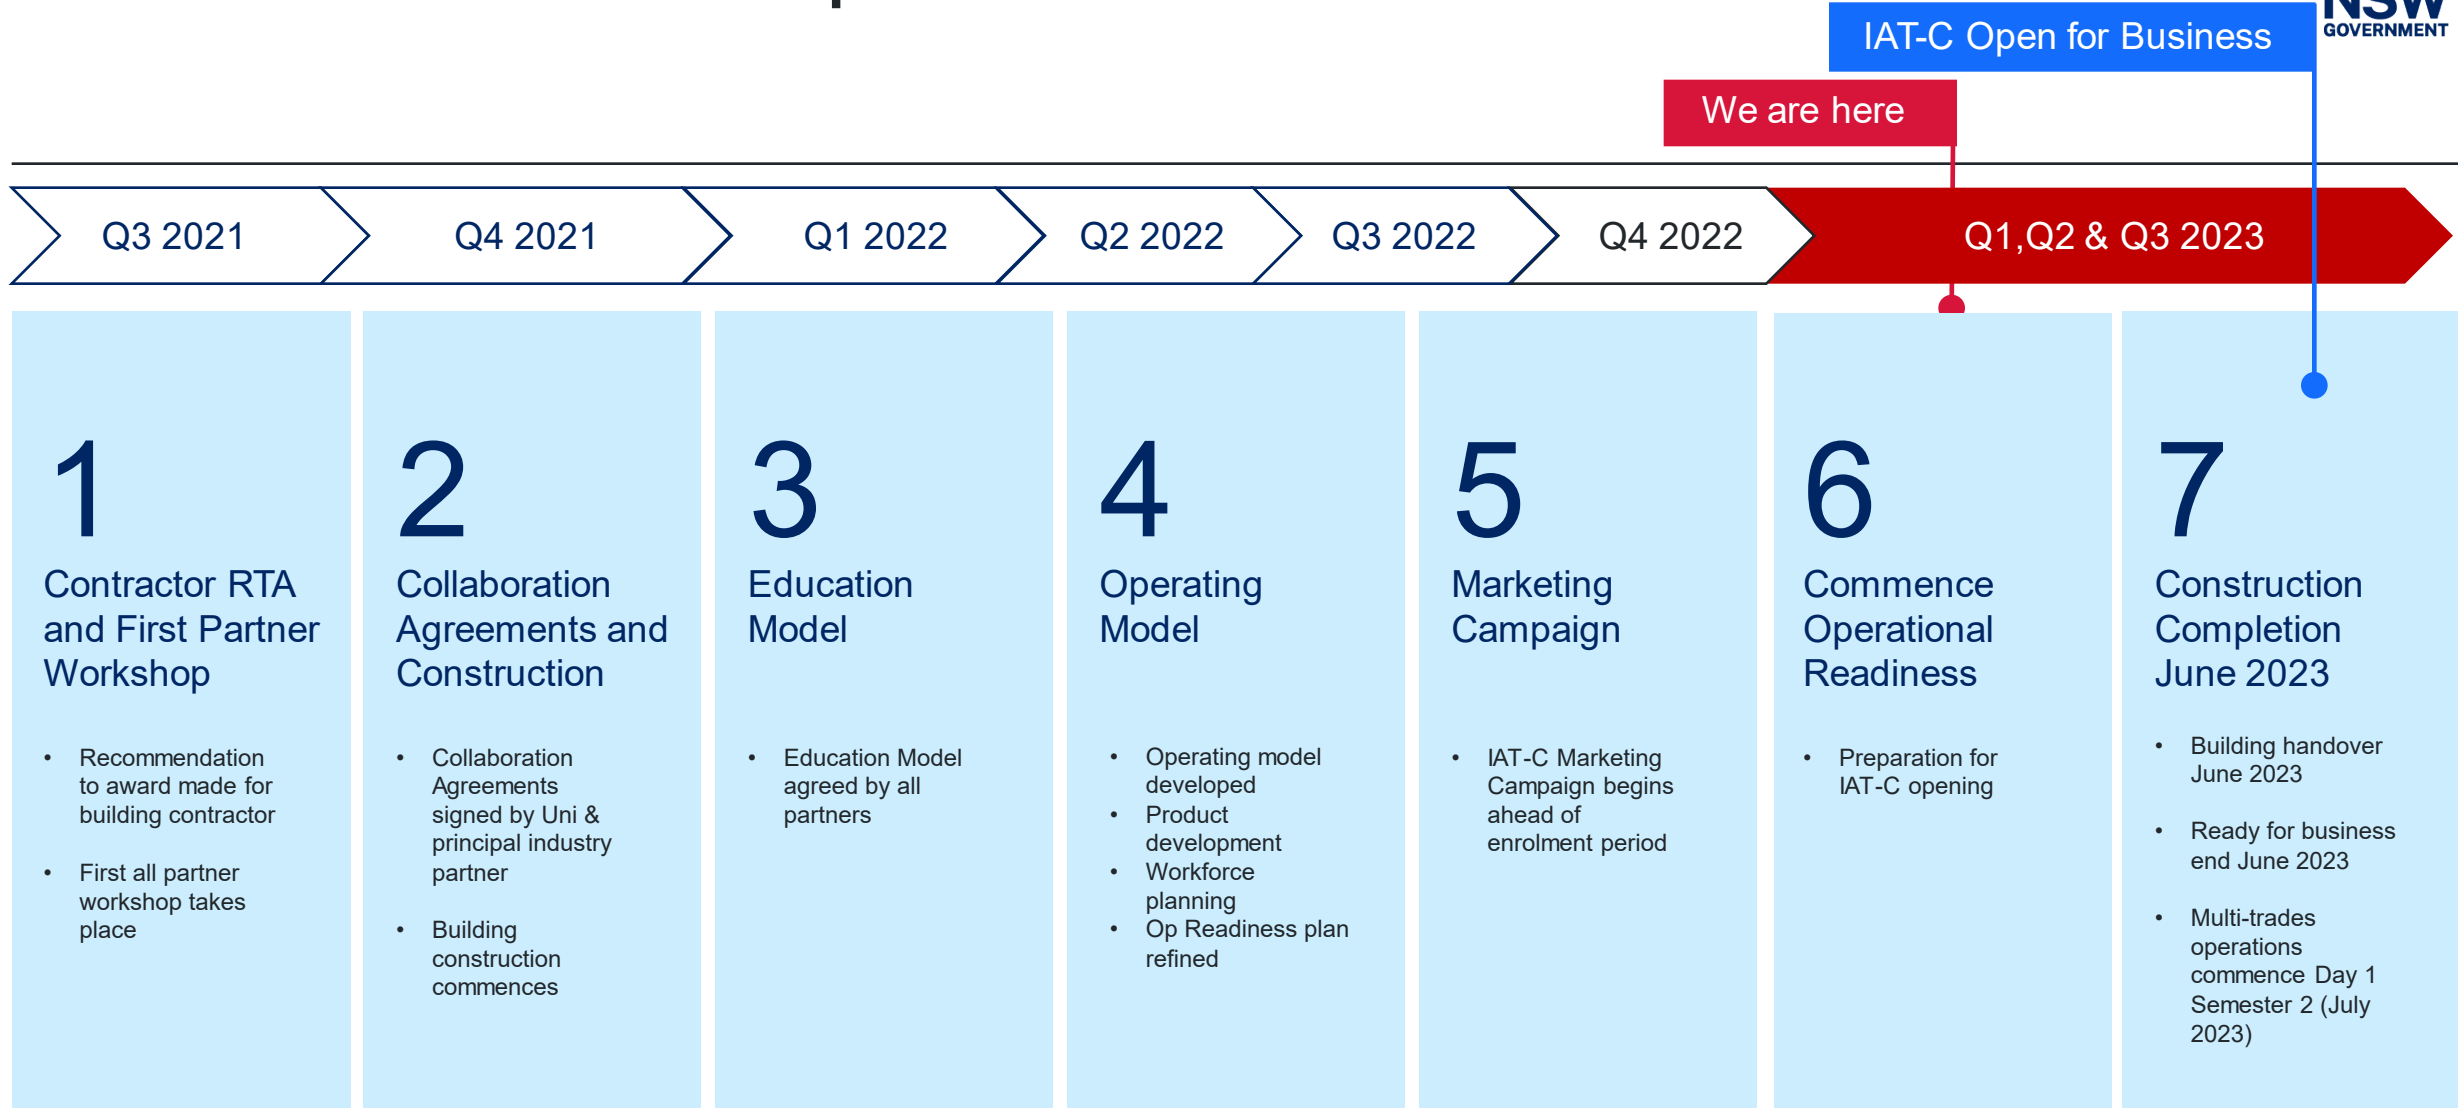 NSW
GOVERNMENT
IAT-C Open for Business
We are here
Q3 2021
Q4 2021
Q1 2022
Q2 2022
Q3 2022
Q4 2022
Q1,Q2 & Q3 2023
1
Contractor RTA
and First Partner
Workshop
• Recommendation
to award made for
building contractor
• First all partner
workshop takes
place
2
Collaboration
Agreements and
Construction
• Collaboration
Agreements
signed by Uni &
principal industry
partner
• Building
construction
commences
3
Education
Model
• Education Model
agreed by all
partners
4
Operating
Model
• Operating model
developed
• Product
development
• Workforce
planning
• Op Readiness plan
refined
5
Marketing
Campaign
• IAT-C Marketing
Campaign begins
ahead of
enrolment period
6
Commence
Operational
Readiness
• Preparation for
IAT-C opening
7
Construction
Completion
June 2023
• Building handover
June 2023
• Ready for business
end June 2023
• Multi-trades
operations
commence Day 1
Semester 2 (July
2023)